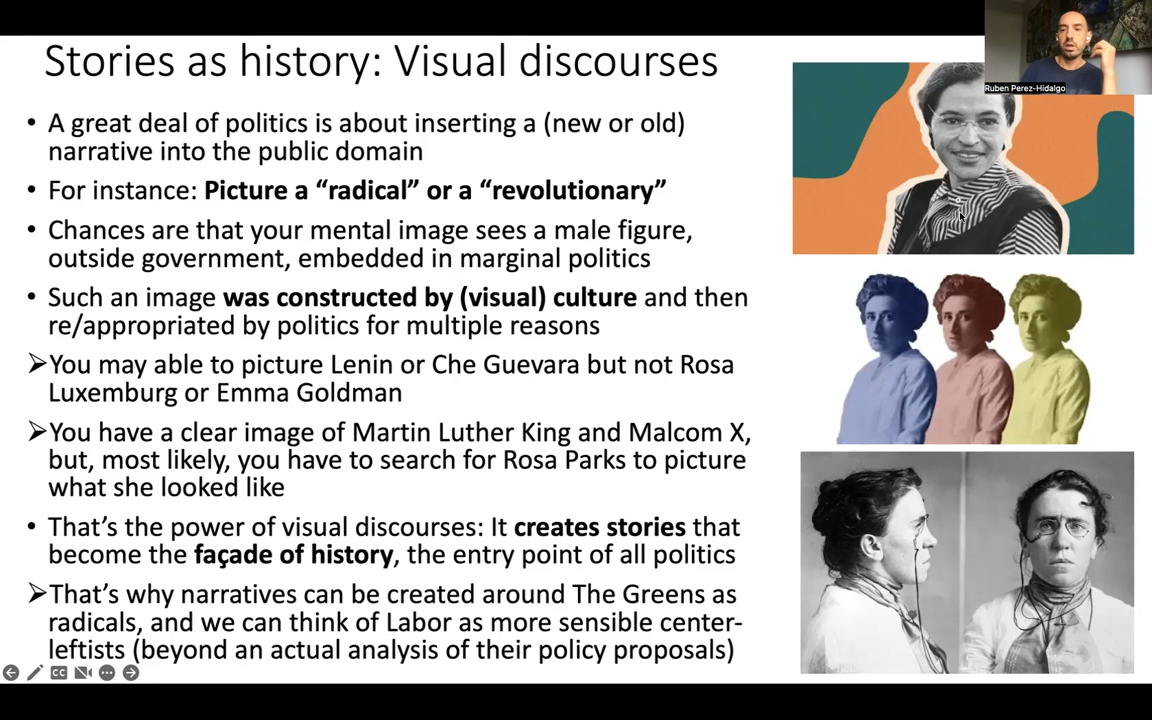 Stories as history: Visual discourses
• A great deal of politics is about inserting a (new or old)
narrative into the public domain
• For instance: Picture a “radical” or a “revolutionary”
• Chances are that your mental image sees a male figure,
outside government, embedded in marginal politics
• Such an image was constructed by (visual) culture and then
re/appropriated by politics for multiple reasons
➢You may able to picture Lenin or Che Guevara but not Rosa
Luxemburg or Emma Goldman
➢You have a clear image of Martin Luther King and Malcom X,
but, most likely, you have to search for Rosa Parks to picture
what she looked like
• That’s the power of visual discourses: It creates stories that
become the façade of history, the entry point of all politics
➢That’s why narratives can be created around The Greens as
radicals, and we can think of Labor as more sensible center-
leftists (beyond an actual analysis of their policy proposals)
Ruben Perez-Hidalgo
CC